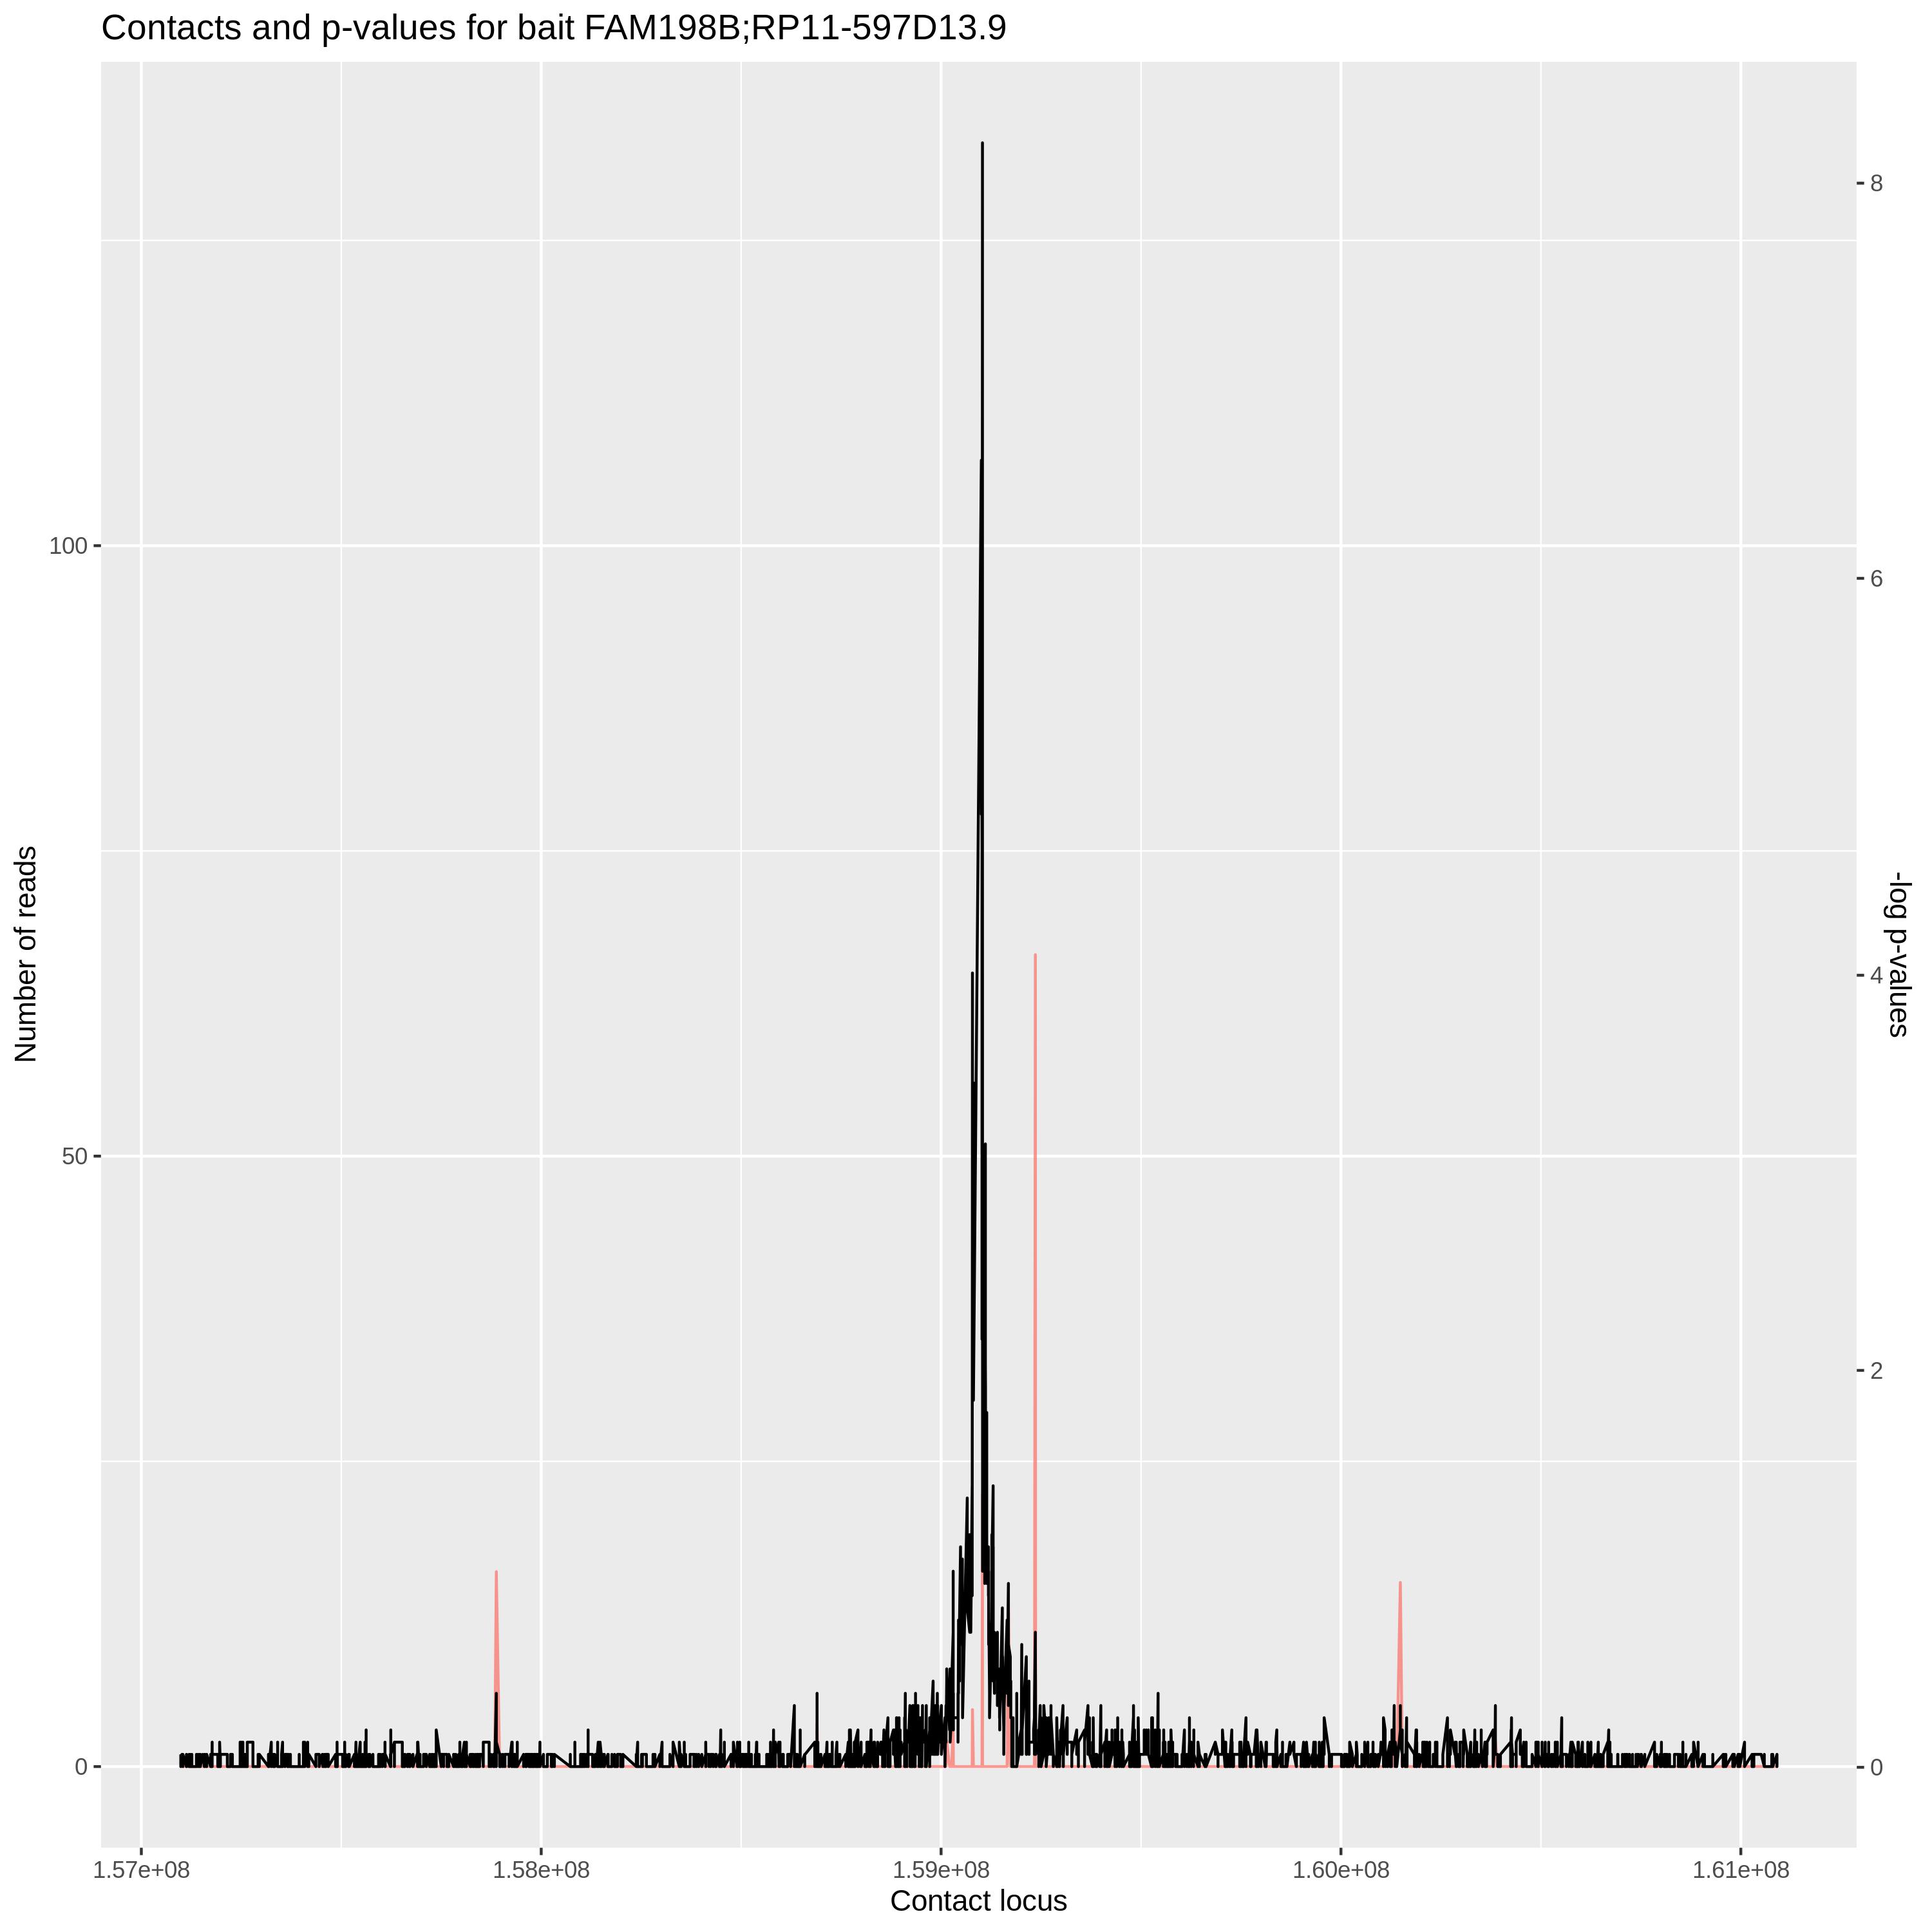 Contacts and p-values for bait FAM198B;RP11-597D13.9
Number of reads
100
50
0
8
6
4
2
0
-log p-values
1.57e+08 1.58e+08 1.59e+08 1.60e+08 1.61e+08
Contact locus